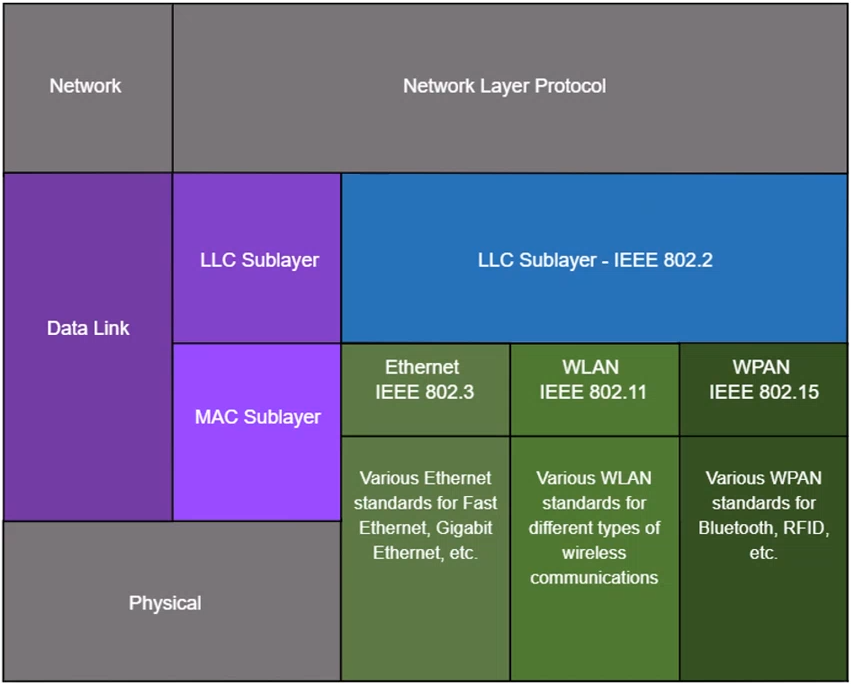 Network
Network Layer Protocol
Data Link
LLC Sublayer
LLC Sublayer - IEEE 802.2
MAC Sublayer
Ethernet
IEEE 802.3
WLAN
IEEE 802.11
WPAN
IEEE 802.15
Various Ethernet
standards for Fast
Ethernet, Gigabit
Ethernet, etc.
Various WLAN
standards for
different types of
wireless
communications
Various WPAN
standards for
Bluetooth, RFID,
etc.
Physical